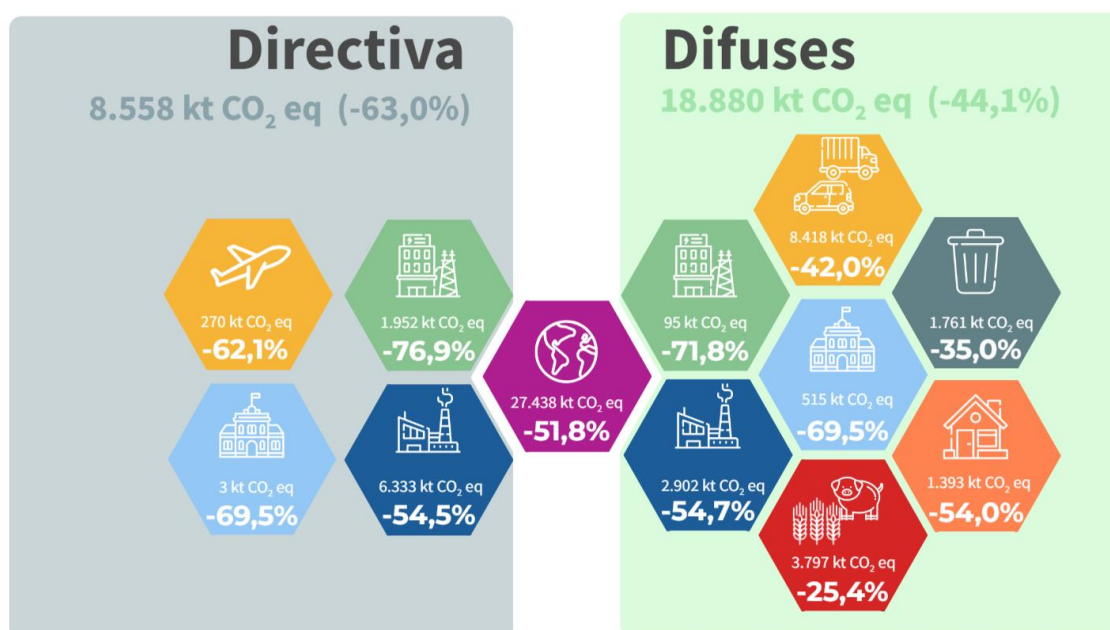 Directiva
8.558 kt CO₂ eq (-63,0%)
270 kt CO₂ eq
-62,1%
1.952 kt CO₂ eq
-76,9%
3 kt CO₂ eq
-69,5%
6.333 kt CO₂ eq
-54,5%
27.438 kt CO₂ eq
-51,8%
Difuses
18.880 kt CO₂ eq (-44,1%)
8.418 kt CO₂ eq
-42,0%
95 kt CO₂ eq
-71,8%
1.761 kt CO₂ eq
-35,0%
515 kt CO₂ eq
-69,5%
2.902 kt CO₂ eq
-54,7%
1.393 kt CO₂ eq
-54,0%
3.797 kt CO₂ eq
-25,4%